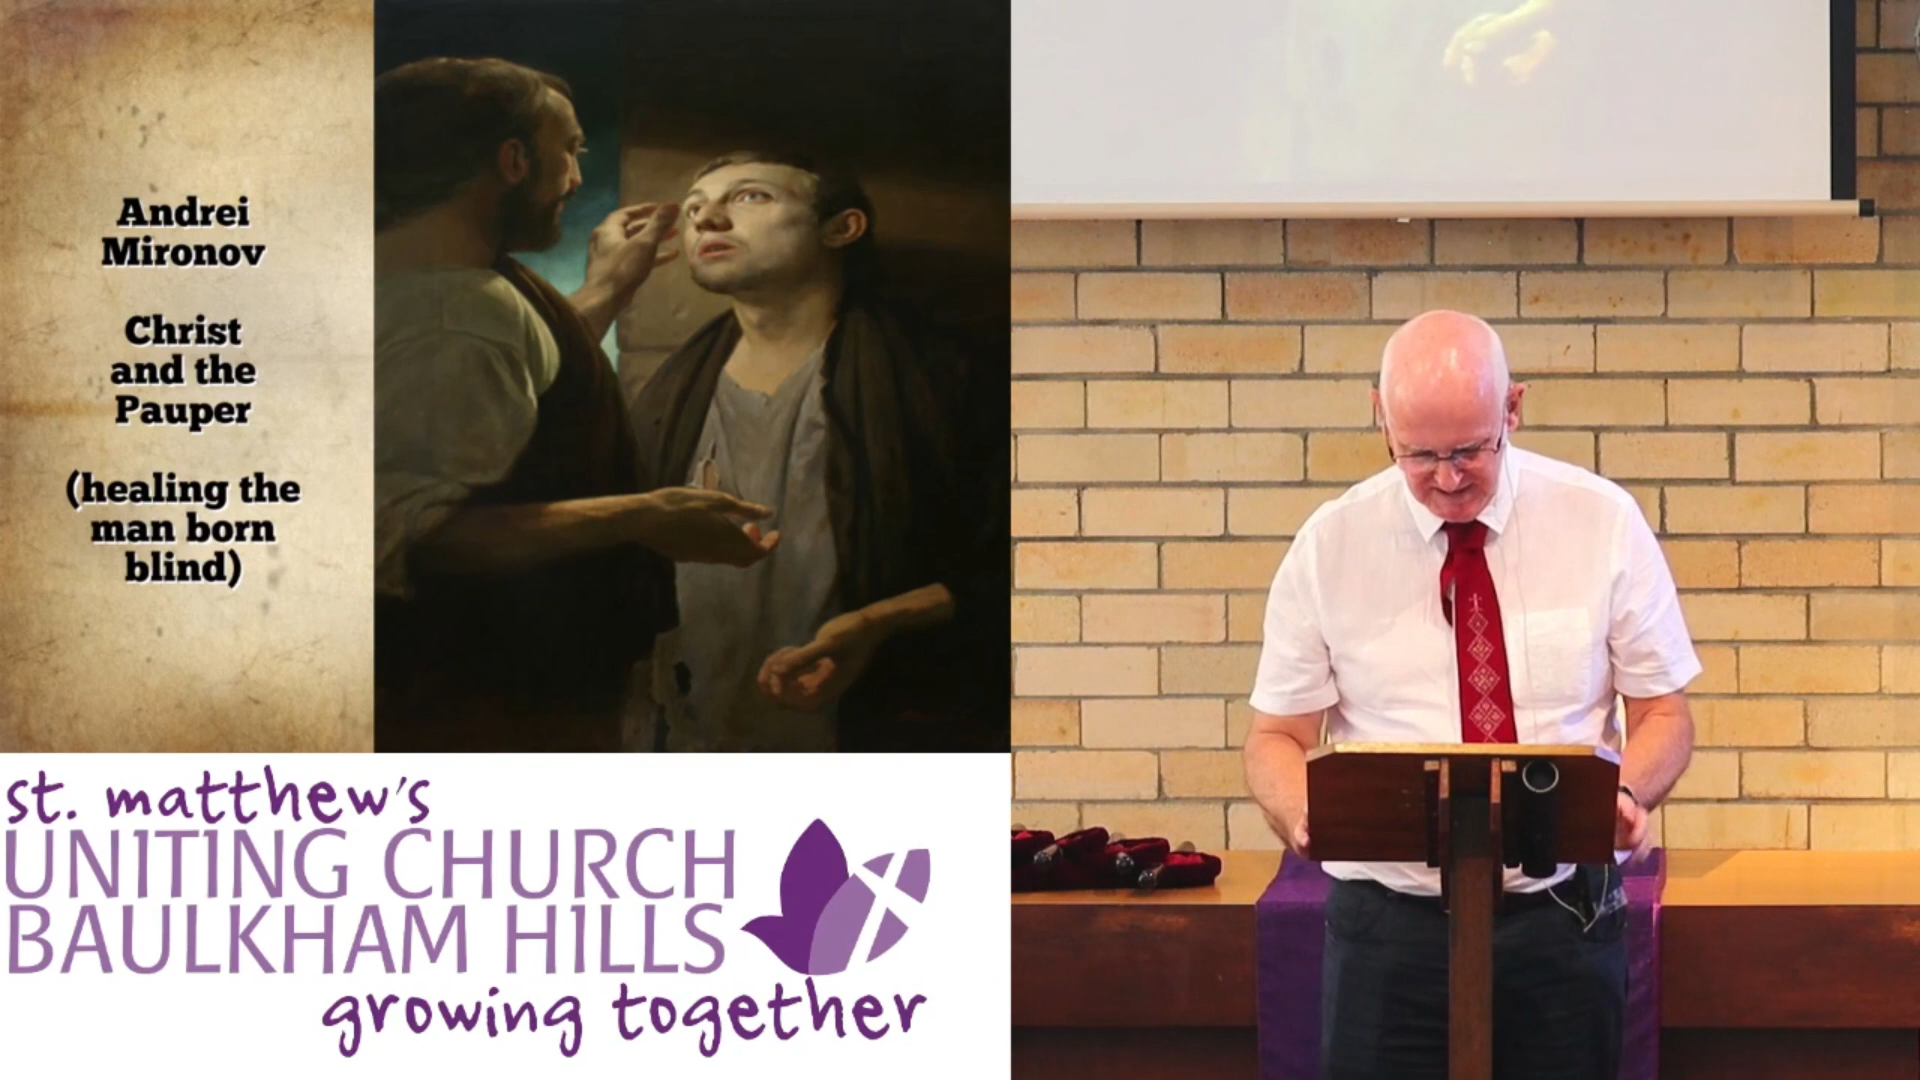 Andrei
Mironov
Christ
and the
Pauper
(healing the
man born
blind)
st. matthew's
UNITING CHURCH
BAULKHAM HILLS
growing together